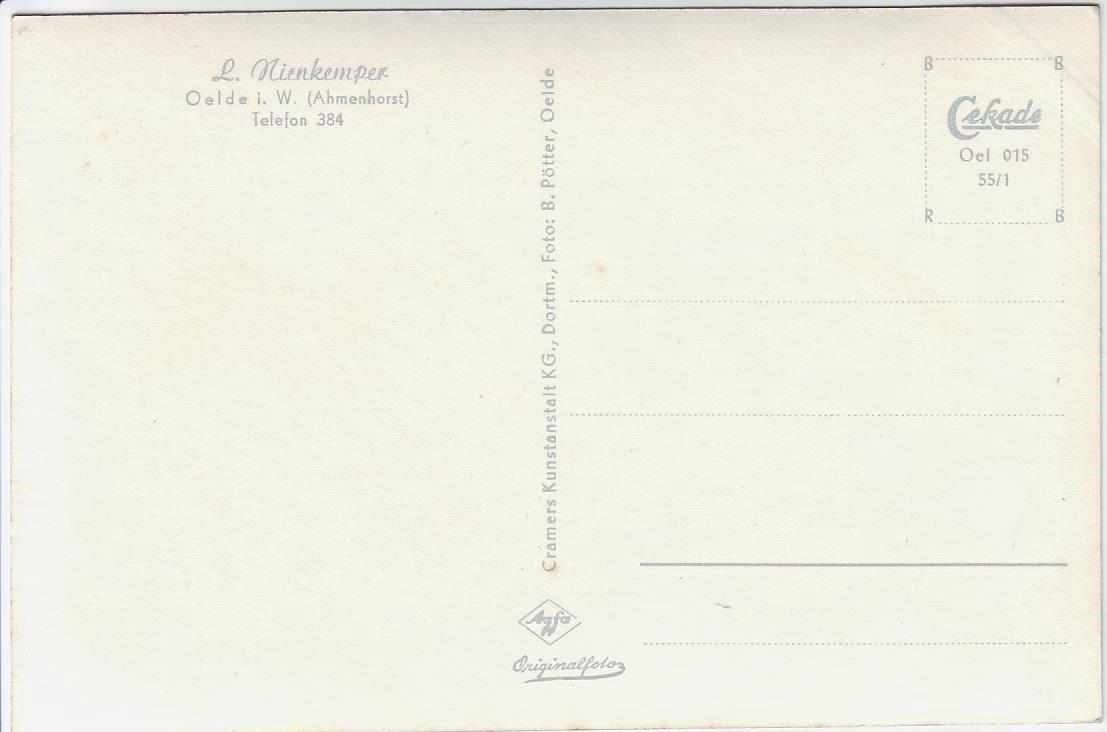 L. Nienkemper
Oelde i. W. (Ahmenhorst)
Telefon 384
Cramers Kunstanstalt KG., Dortm., Foto: B. Pötter, Oelde
Agfa
Originalfoto
B B
Cekade
Oel 015
55/1
R B